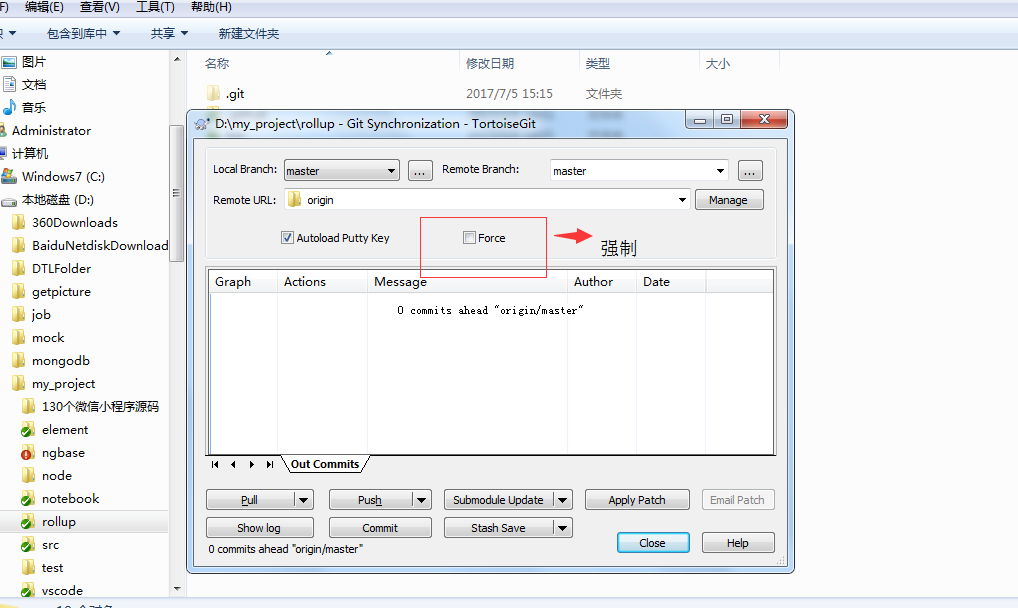 F) 编辑(E) 查看(V) 工具(T) 帮助(H)
包含到库中 共享 新建文件夹
名称 修改日期 类型 大小
.git 2017/7/5 15:15 文件夹
图片
文档
音乐
Administrator
计算机
Windows7 (C:)
本地磁盘 (D:)
360Downloads
BaiduNetdiskDownload
DTLFolder
getpicture
job
mock
mongodb
my_project
130个微信小程序源码
element
ngbase
node
notebook
rollup
src
test
vscode
D:\my_project\rollup - Git Synchronization - TortoiseGit
Local Branch: master ... Remote Branch: master ...
Remote URL: origin Manage
Autoload Putty Key Force 强制
Graph Actions Message Author Date
0 commits ahead "origin/master"
Out Commits
Pull Push Submodule Update Apply Patch Email Patch
Show log Commit Stash Save
Close Help
0 commits ahead "origin/master"